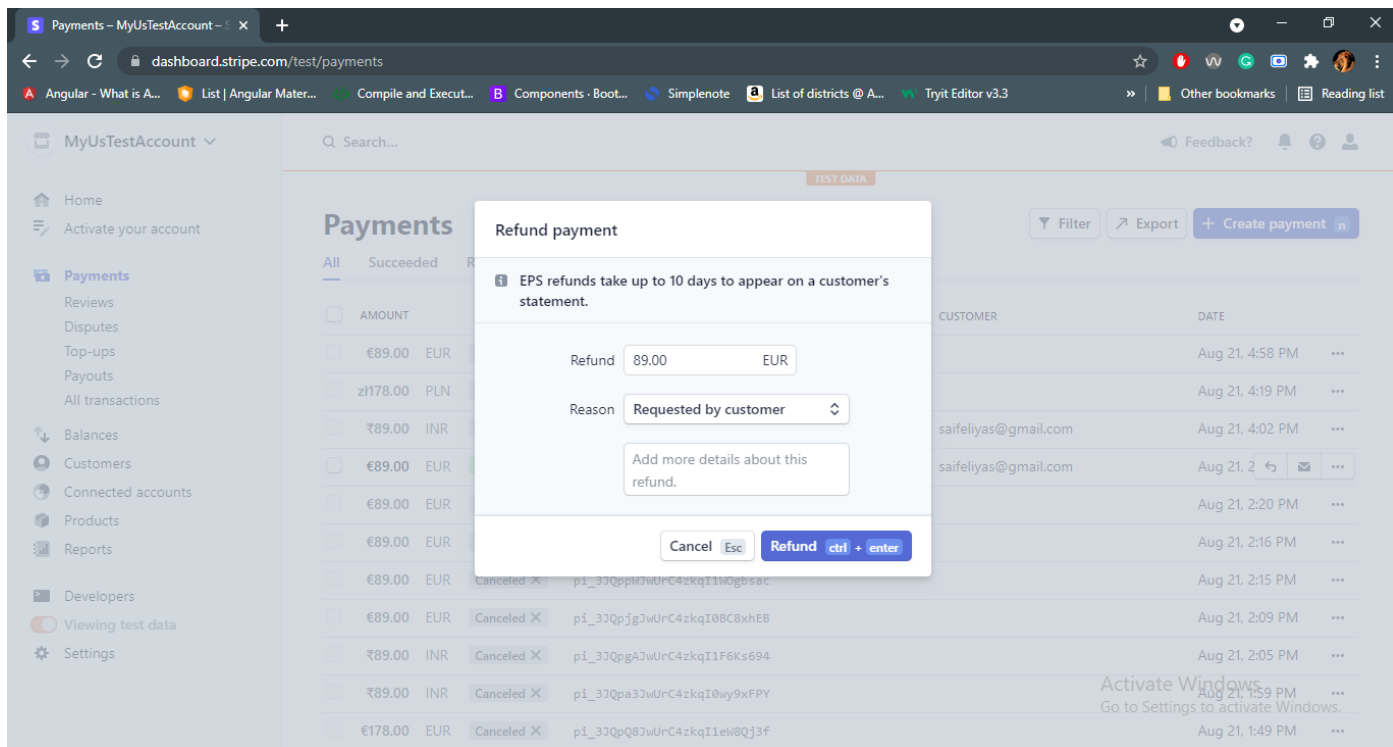 Payments – MyUsTestAccount – S
dashboard.stripe.com/test/payments
Angular - What is A... List | Angular Mater... Compile and Execut... Components · Boot... Simplenote List of districts @ A... Tryit Editor v3.3 » Other bookmarks Reading list
MyUsTestAccount Search... Feedback?
TEST DATA
Home
Activate your account
Payments
Reviews
Disputes
Top-ups
Payouts
All transactions
Balances
Customers
Connected accounts
Products
Reports
Developers
Viewing test data
Settings
Payments Filter Export + Create payment n
All Succeeded R
AMOUNT CUSTOMER DATE
€89.00 EUR Aug 21, 4:58 PM
zł178.00 PLN Aug 21, 4:19 PM
₹89.00 INR saifeliyas@gmail.com Aug 21, 4:02 PM
€89.00 EUR saifeliyas@gmail.com Aug 21, 2
€89.00 EUR Aug 21, 2:20 PM
€89.00 EUR Aug 21, 2:16 PM
€89.00 EUR Canceled pi_3JQppWJwUrC4zkqI1WOgbsac Aug 21, 2:15 PM
€89.00 EUR Canceled pi_3JQpjgJwUrC4zkqI0BC8xhEB Aug 21, 2:09 PM
₹89.00 INR Canceled pi_3JQpgAJwUrC4zkqI1F6Ks694 Aug 21, 2:05 PM
₹89.00 INR Canceled pi_3JQpa3JwUrC4zkqI0wy9xFPY Aug 21, 1:59 PM
€178.00 EUR Canceled pi_3JQpQ8JwUrC4zkqI1eW8Qj3f Aug 21, 1:49 PM
Refund payment
EPS refunds take up to 10 days to appear on a customer's
statement.
Refund 89.00 EUR
Reason Requested by customer
Add more details about this
refund.
Cancel Esc Refund ctrl + enter
Activate Windows
Go to Settings to activate Windows.